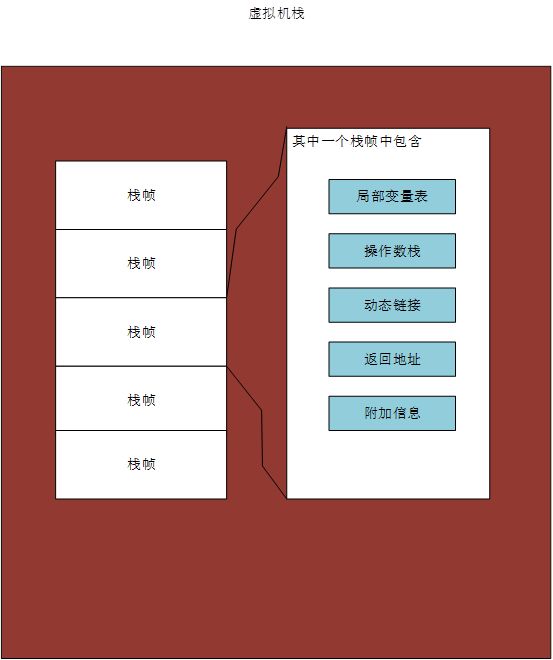 虚拟机栈
其中一个栈帧中包含
栈帧
栈帧
栈帧
栈帧
栈帧
局部变量表
操作数栈
动态链接
返回地址
附加信息